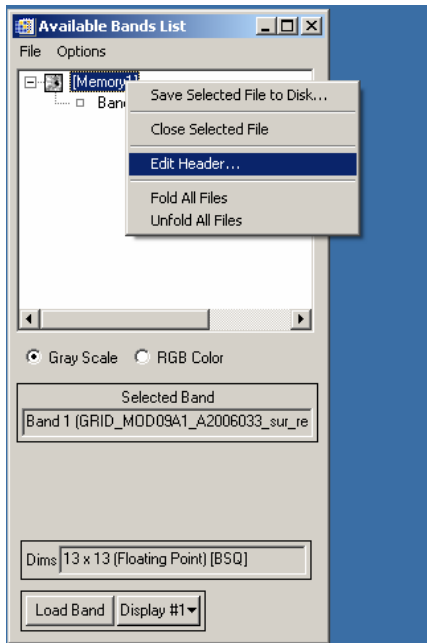 Available Bands List
File Options
[Memory1]
Band
Save Selected File to Disk...
Close Selected File
Edit Header...
Fold All Files
Unfold All Files
Gray Scale RGB Color
Selected Band
Band 1 (GRID_MOD09A1_A2006033_sur_re
Dims 13 x 13 (Floating Point) [BSQ]
Load Band Display #1